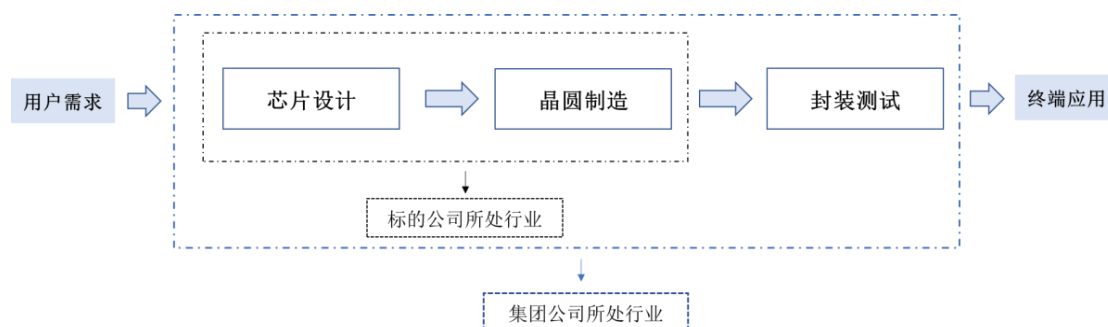 用户需求
芯片设计
晶圆制造
封装测试
终端应用
标的公司所处行业
集团公司所处行业